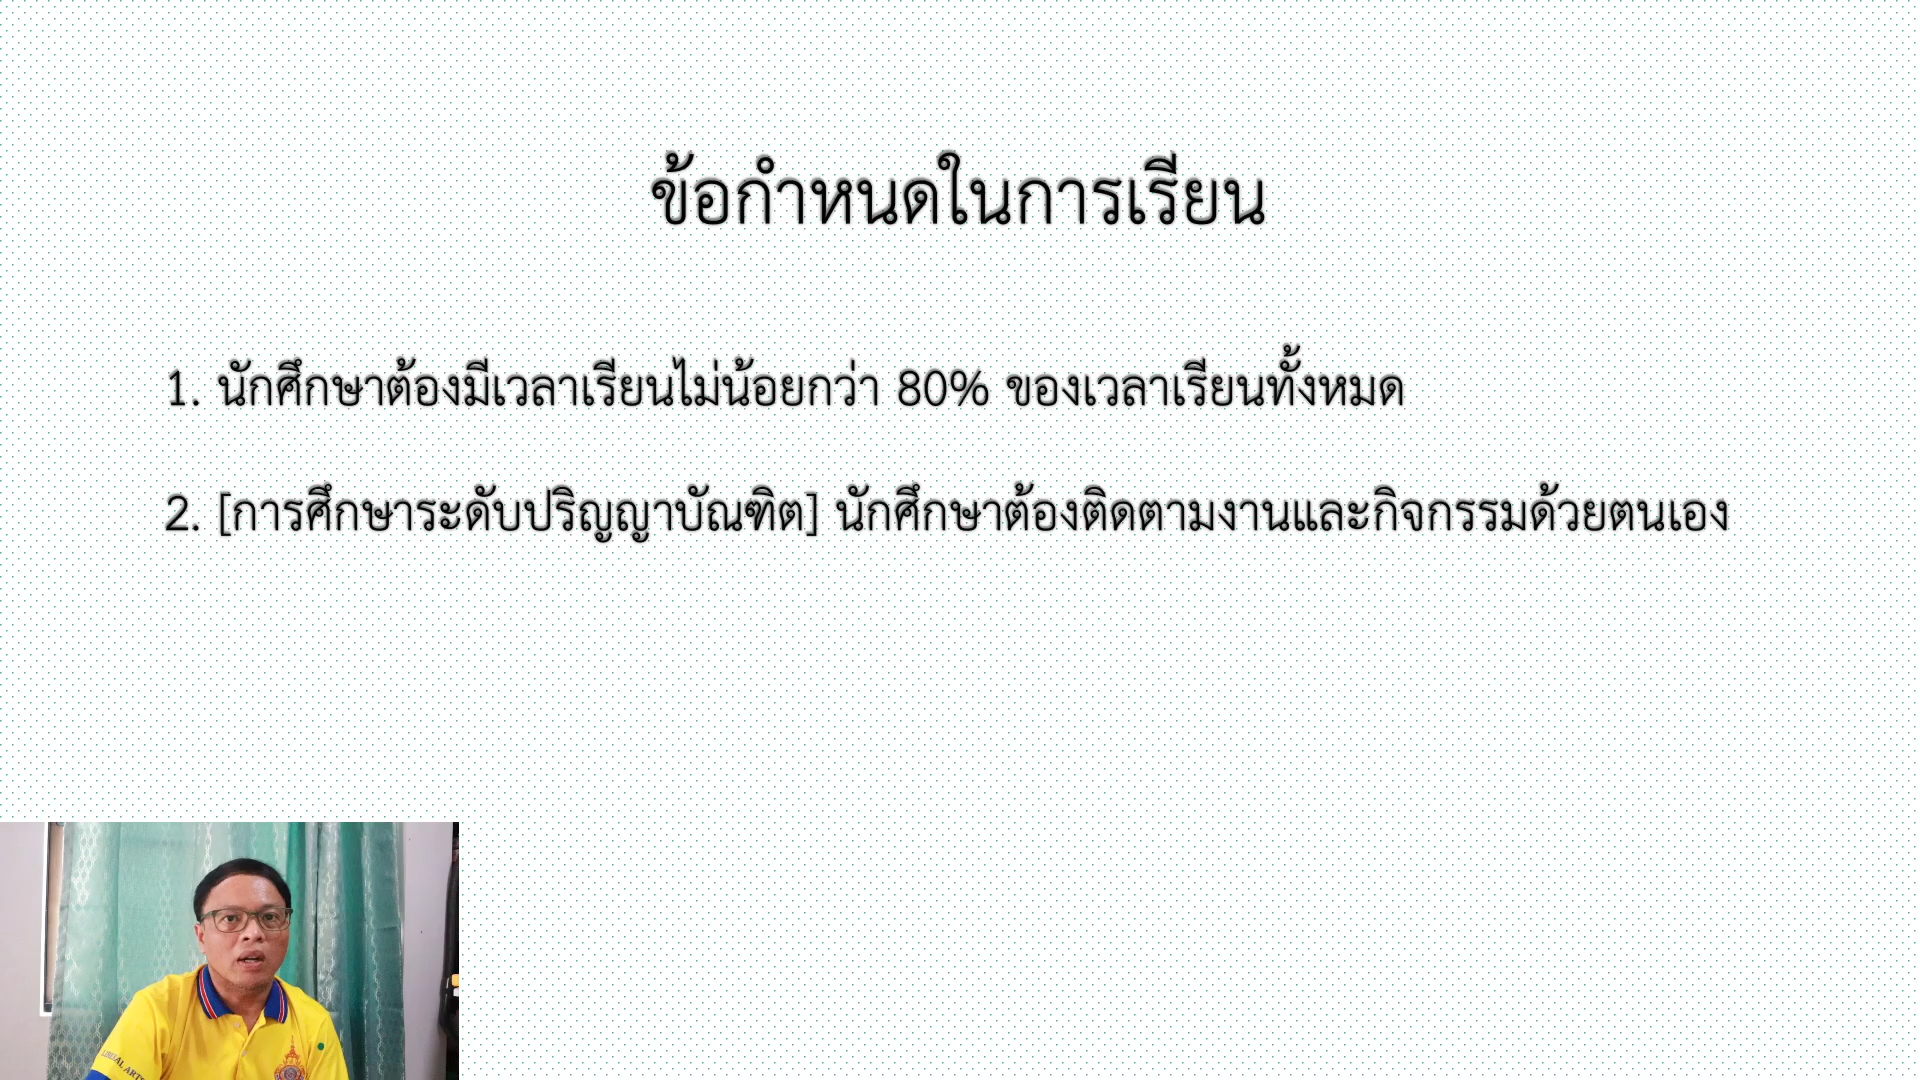 ข้อกำหนดในการเรียน
1. นักศึกษาต้องมีเวลาเรียนไม่น้อยกว่า 80% ของเวลาเรียนทั้งหมด
2. [การศึกษาระดับปริญญาบัณฑิต] นักศึกษาต้องติดตามงานและกิจกรรมด้วยตนเอง